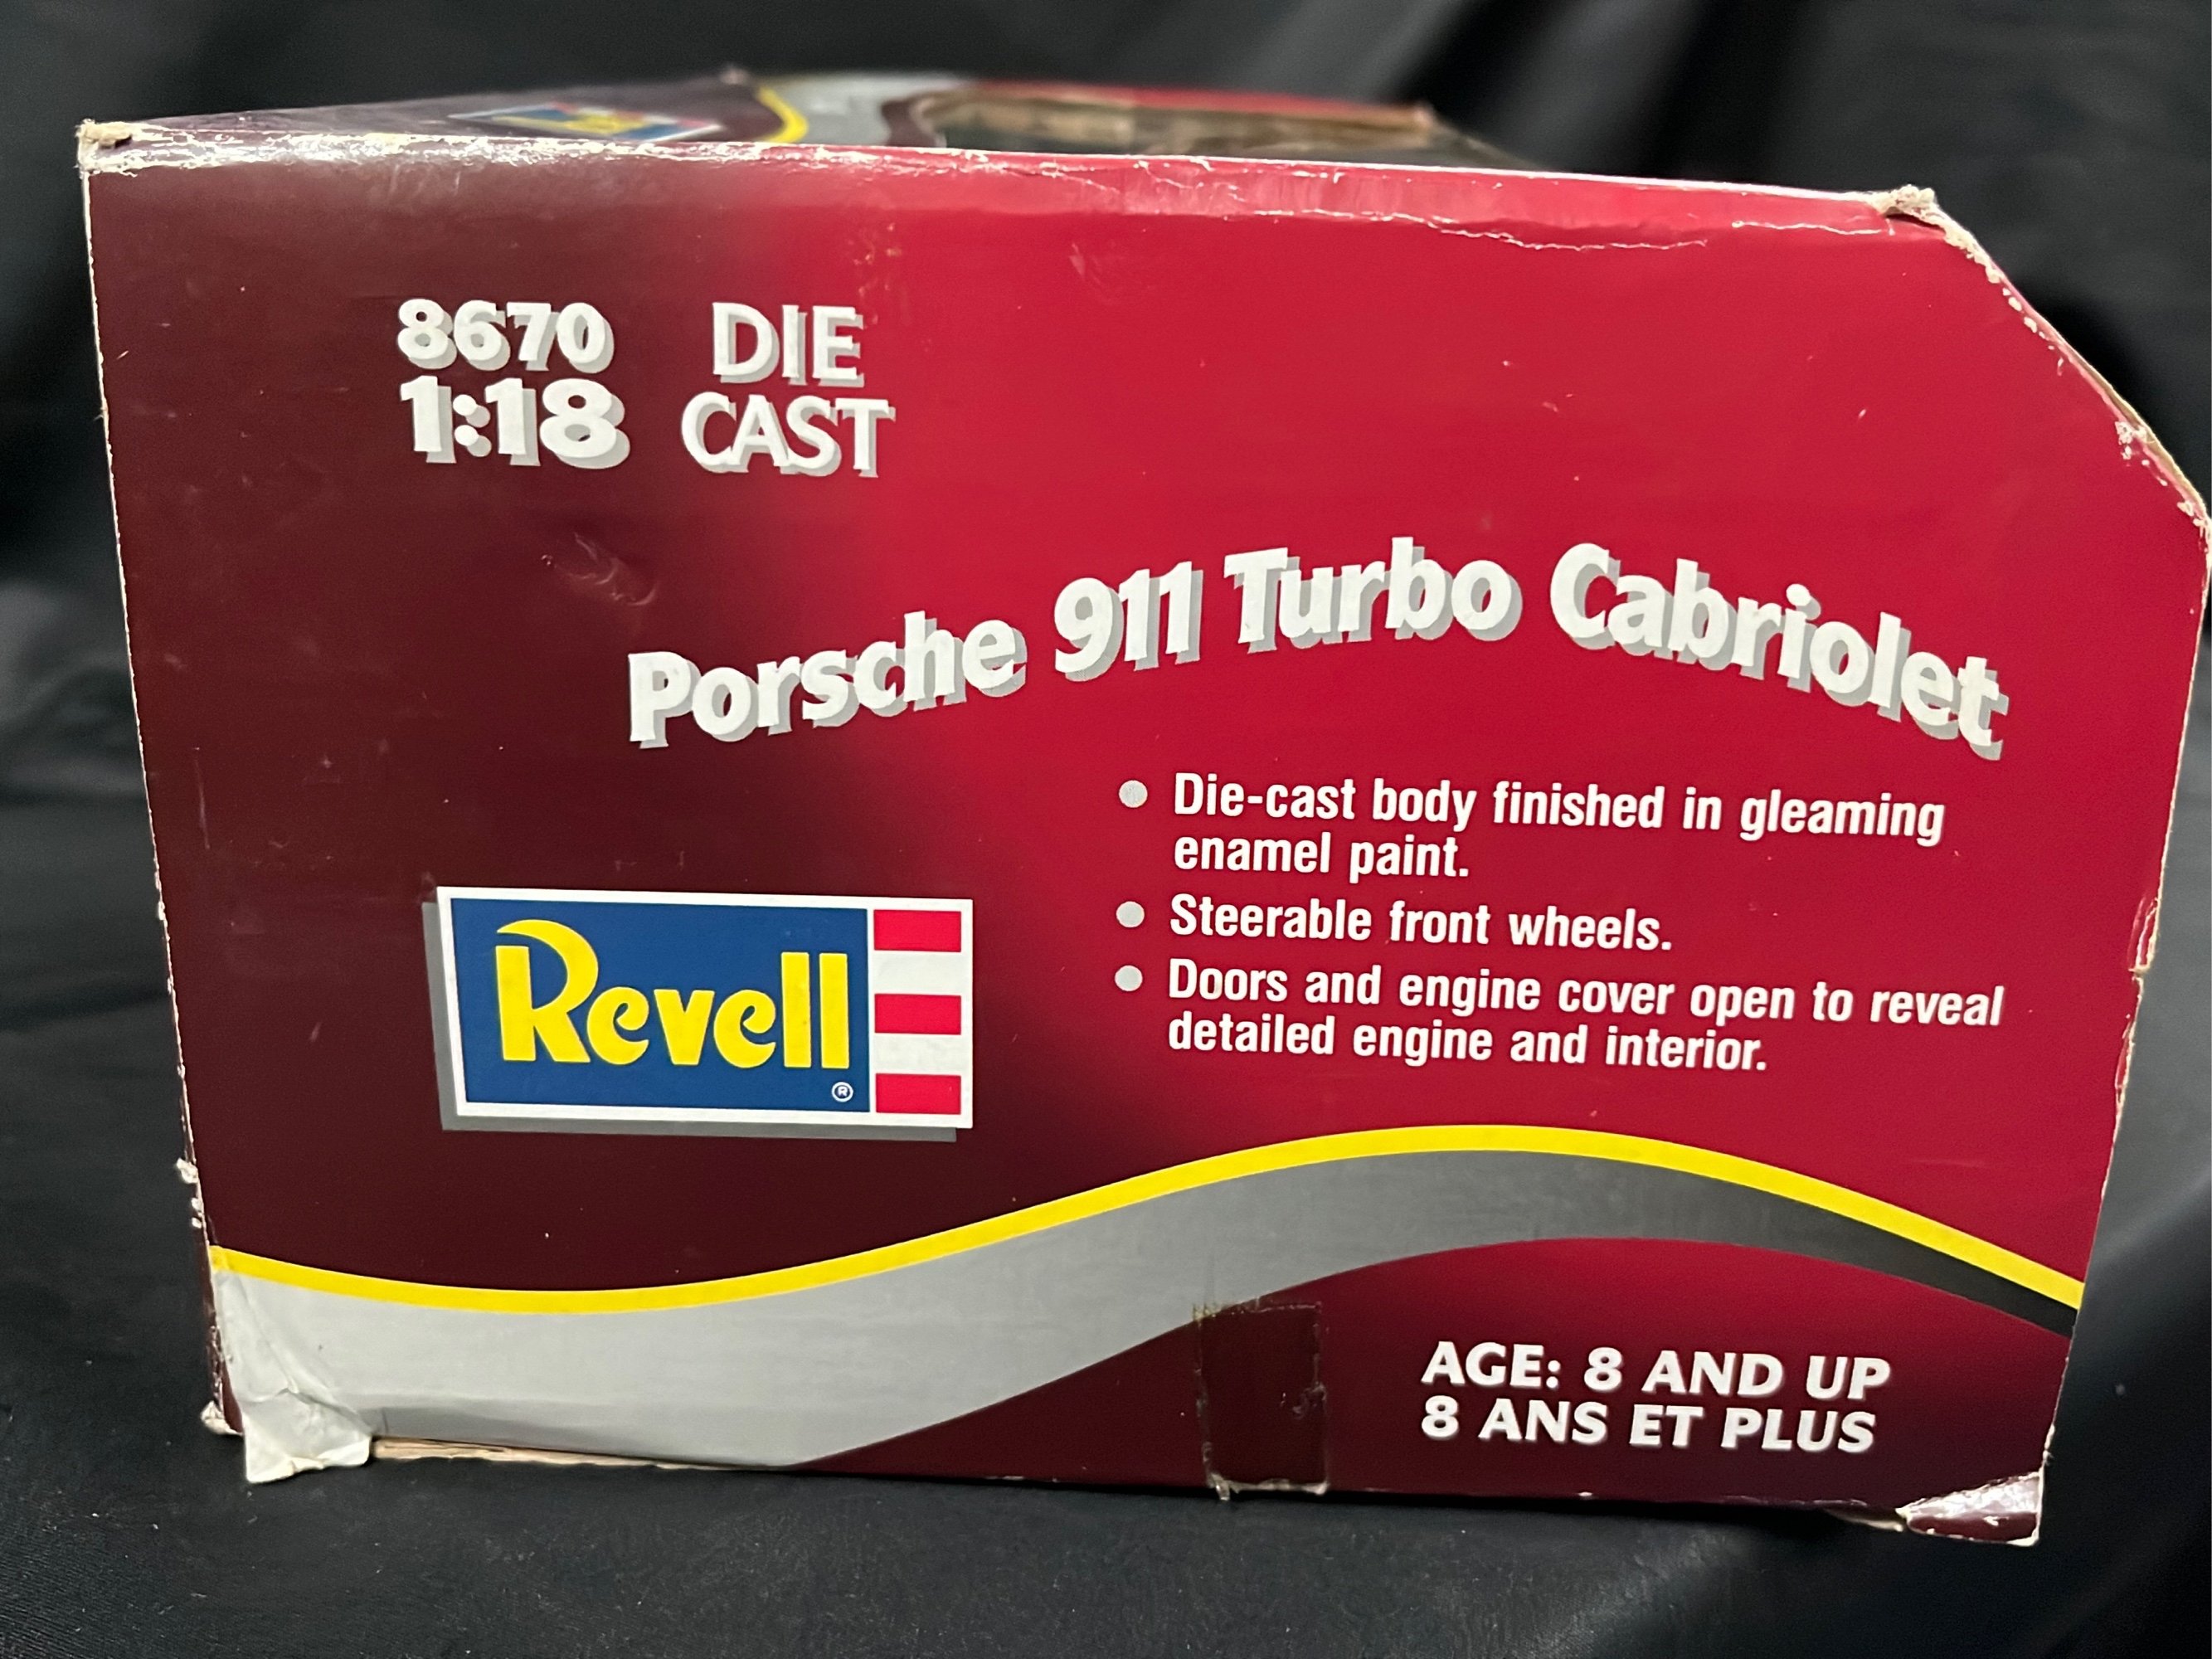 8670 DIE
1:18 CAST
Porsche 911 Turbo Cabriolet
• Die-cast body finished in gleaming
enamel paint.
• Steerable front wheels.
• Doors and engine cover open to reveal
detailed engine and interior.
Revell
®
AGE: 8 AND UP
8 ANS ET PLUS